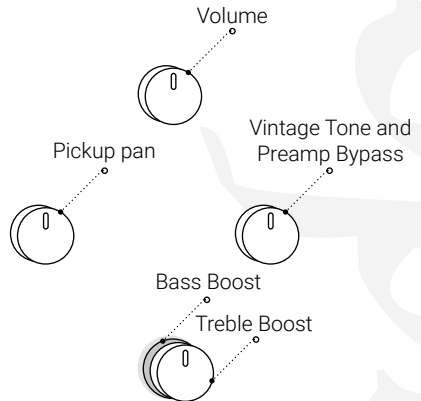 Volume
Vintage Tone and
Preamp Bypass
Pickup pan
Bass Boost
Treble Boost